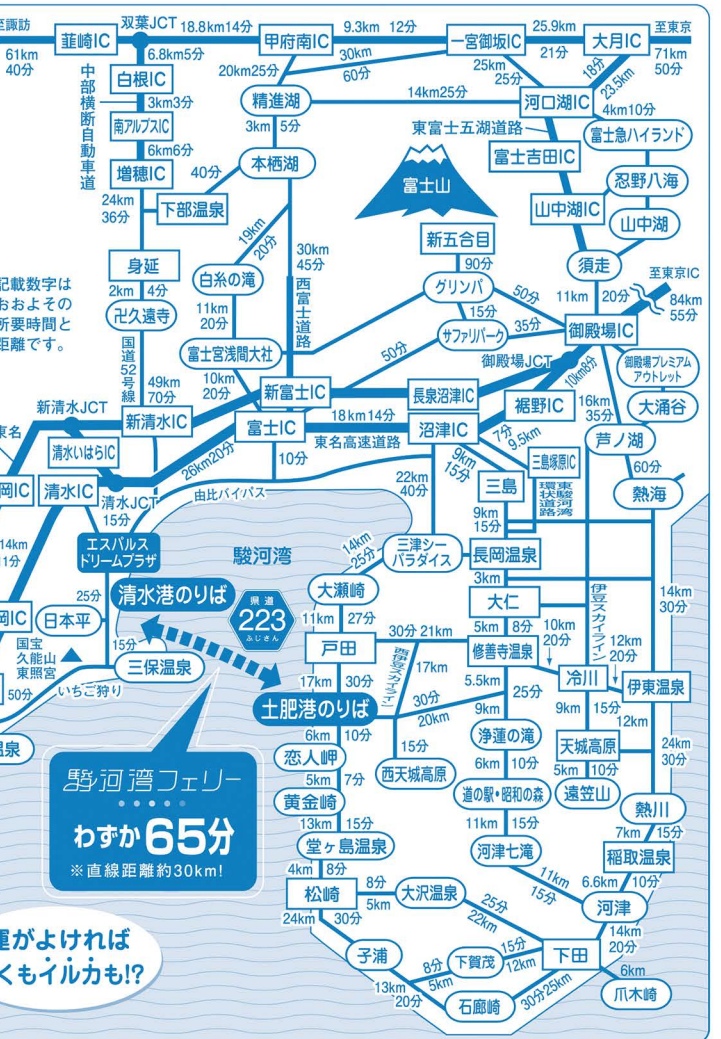 至諏訪
双葉JCT
18.8km14分
9.3km 12分
25.9km
至東京
韮崎IC
甲府南IC
一宮御坂IC
大月IC
61km
40分
6.8km5分
30km
60分
21分
71km
50分
20km25分
25km
25分
18分
23.5km
中部横断自動車道
白根IC
3km3分
精進湖
14km25分
河口湖IC
4km10分
南アルプスIC
3km 5分
東富士五湖道路
富士急ハイランド
6km6分
本栖湖
富士吉田IC
増穂IC
40分
富士山
忍野八海
24km
36分
下部温泉
山中湖IC
山中湖
19km
20分
新五合目
身延
30km
45分
90分
須走
至東京IC
記載数字は
おおよその
所要時間と
距離です。
2km 4分
白糸の滝
グリンパ
50分
11km 20分
84km
55分
卍久遠寺
11km
20分
西富士道路
15分
御殿場IC
国道52号線
サファリパーク
35分
富士宮浅間大社
50分
御殿場JCT
10km8分
御殿場プレミアム
アウトレット
49km
70分
10km
20分
新富士IC
長泉沼津IC
裾野IC
16km
35分
大涌谷
新清水JCT
新清水IC
富士IC
18km14分
沼津IC
7分
9.5km
芦ノ湖
清水いはらIC
東名高速道路
9km
15分
三島塚原IC
60分
26km20分
10分
22km
40分
三島
熱海
清水IC
清水JCT
由比バイパス
東駿河湾
環状道路
15分
9km
15分
エスパルス
ドリームプラザ
駿河湾
14km
25分
三津シー
パラダイス
長岡温泉
伊豆スカイライン
14km
11分
3km
清水港のりば
県道
223
ふじさん
大瀬崎
大仁
14km
30分
25分
11km 27分
5km 8分
10km
20分
12km
20分
日本平
30分 21km
戸田
修善寺温泉
国宝
久能山
東照宮
15分
西伊豆スカイライン
17km
冷川
伊東温泉
三保温泉
17km 30分
5.5km
いちご狩り
50分
30分
20km
25分
9km 15分
12km
土肥港のりば
9km
6km 10分
浄蓮の滝
天城高原
24km
30分
恋人岬
15分
駿河湾フェリー
西天城高原
6km 10分
5km 10分
5km 7分
遠笠山
黄金崎
道の駅・昭和の森
熱川
わずか65分
13km 15分
11km 15分
7km 15分
※直線距離約30km!
堂ヶ島温泉
河津七滝
稲取温泉
4km 8分
11km
15分
6.6km 10分
松崎
8分
5km
大沢温泉
25分
22km
河津
24km 30分
14km
20分
運がよければ
くもイルカも!?
子浦
8分
5km
下賀茂
15分
12km
下田
6km
13km
20分
石廊崎
30分25km
爪木崎